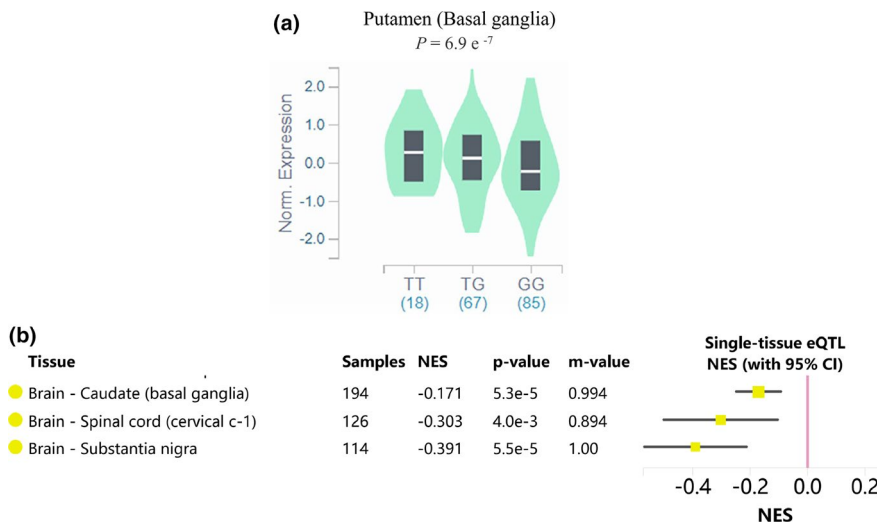 (a) Putamen (Basal ganglia)
P = 6.9 e -7
Norm. Expression
2.0
1.0
0.0
-1.0
-2.0
TT TG GG
(18) (67) (85)
(b)
Single-tissue eQTL
Tissue Samples NES p-value m-value NES (with 95% CI)
Brain - Caudate (basal ganglia) 194 -0.171 5.3e-5 0.994
Brain - Spinal cord (cervical c-1) 126 -0.303 4.0e-3 0.894
Brain - Substantia nigra 114 -0.391 5.5e-5 1.00
-0.4 -0.2 0.0 0.2
NES